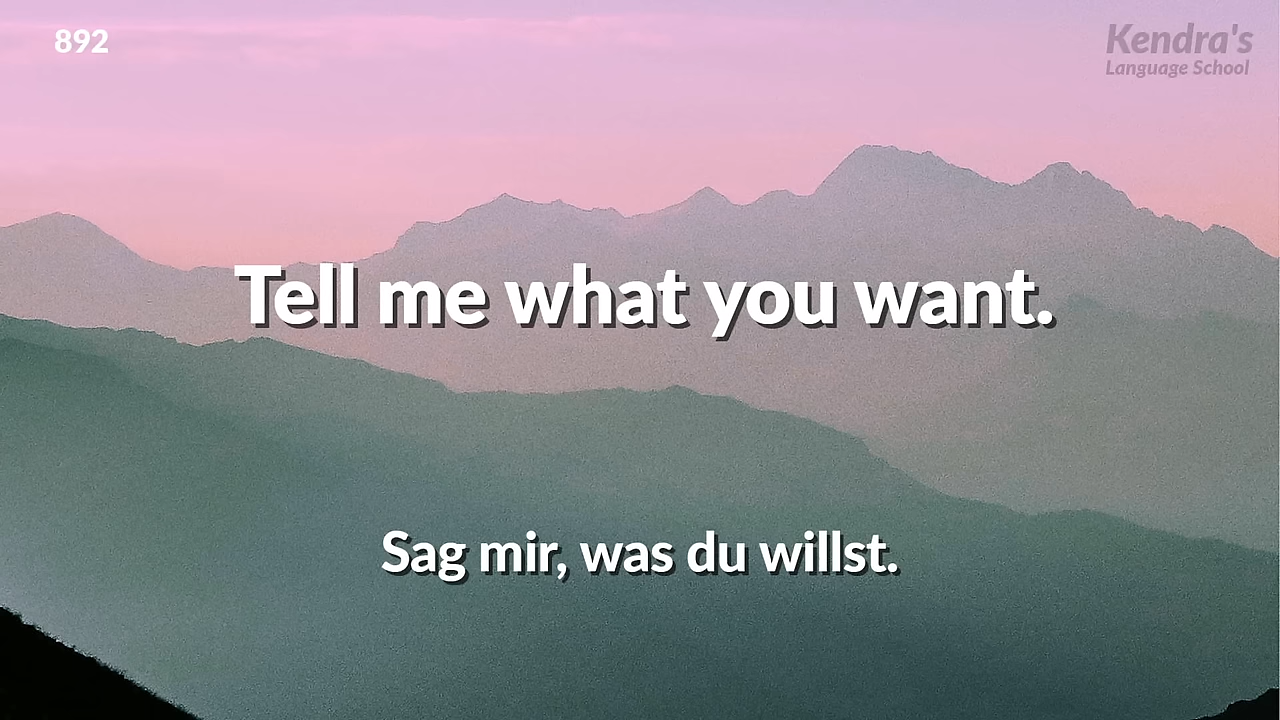 892
Kendra's
Language School
Tell me what you want.
Sag mir, was du willst.